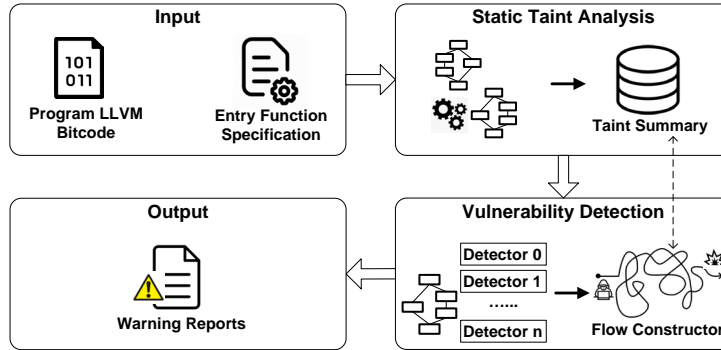 Input
101
011
Program LLVM
Bitcode
Entry Function
Specification
Static Taint Analysis
Taint Summary
Output
Warning Reports
Vulnerability Detection
Detector 0
Detector 1
…...
Detector n
Flow Constructor